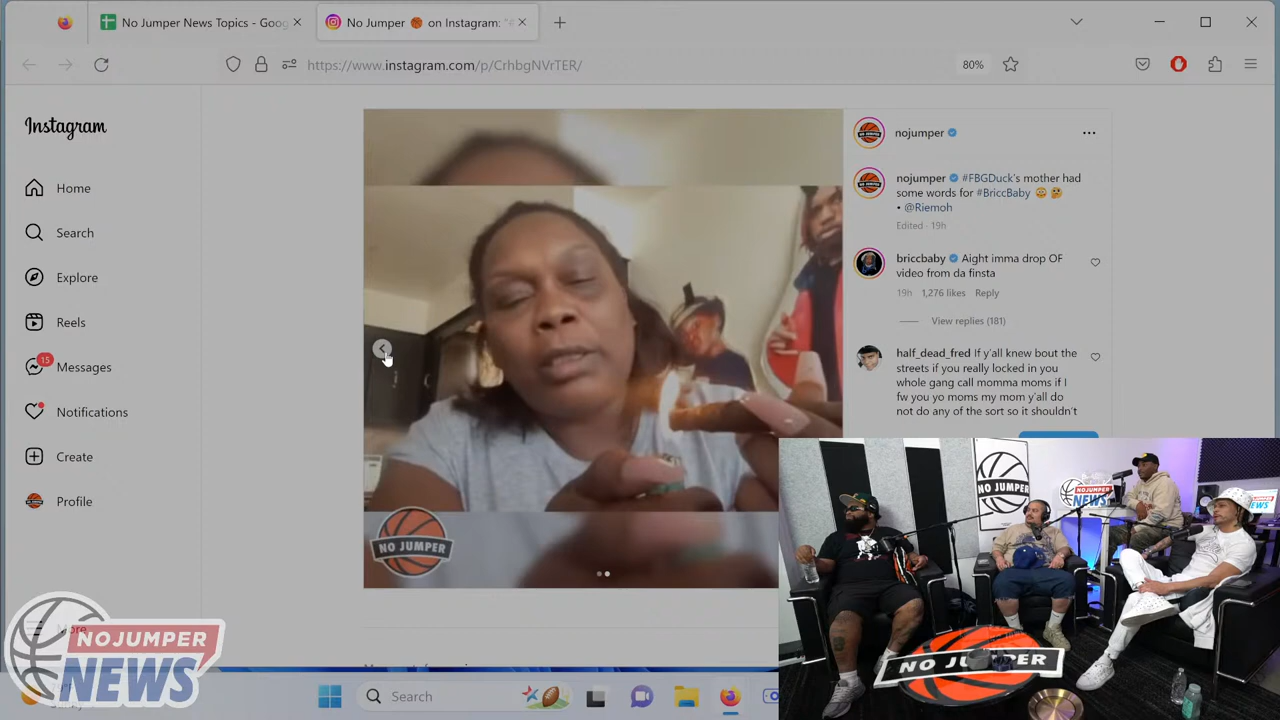 No Jumper News Topics - Goog
No Jumper 🏀 on Instagram: "#
https://www.instagram.com/p/CrhbgNVrTER/
80%
Instagram
Home
Search
Explore
Reels
15
Messages
Notifications
Create
Profile
nojumper
nojumper #FBGDuck's mother had
some words for #BriccBaby 😳 🤔
• @Riemoh
Edited · 19h
briccbaby Aight imma drop OF
video from da finsta
19h 1,276 likes Reply
View replies (181)
half_dead_fred If y'all knew bout the
streets if you really locked in you
whole gang call momma moms if I
fw you yo moms my mom y'all do
not do any of the sort so it shouldn't
NO JUMPER
NOJUMPER
NEWS
Search
NO JUMPER
NOJUMPER
NEWS
NEWS
NO JUMPER